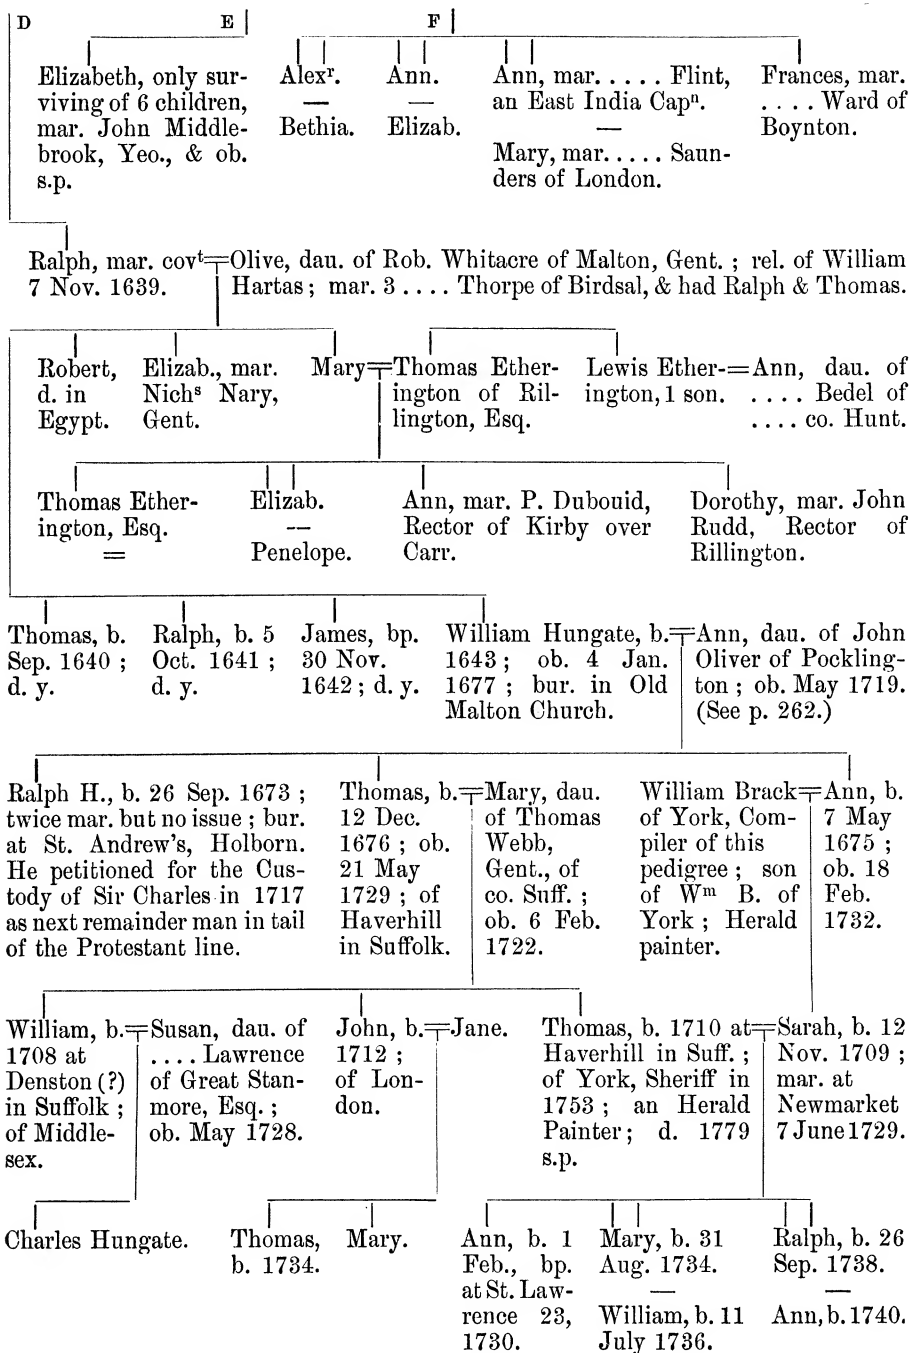 D E F
Elizabeth, only sur-
viving of 6 children,
mar. John Middle-
brook, Yeo., & ob.
s.p.
Alexr.
—
Bethia.
Ann.
—
Elizab.
Ann, mar. . . . . . Flint,
an East India Capn.
—
Mary, mar. . . . . Saun-
ders of London.
Frances, mar.
. . . . Ward of
Boynton.
Ralph, mar. covt
7 Nov. 1639.
Olive, dau. of Rob. Whitacre of Malton, Gent. ; rel. of William
Hartas ; mar. 3 . . . . Thorpe of Birdsal, & had Ralph & Thomas.
Robert,
d. in
Egypt.
Elizab., mar.
Nichs Nary,
Gent.
Mary
Thomas Ether-
ington of Ril-
lington, Esq.
Lewis Ether-
ington, 1 son.
=
Ann, dau. of
. . . . Bedel of
. . . . co. Hunt.
Thomas Ether-
ington, Esq.
=
Elizab.
—
Penelope.
Ann, mar. P. Dubouid,
Rector of Kirby over
Carr.
Dorothy, mar. John
Rudd, Rector of
Rillington.
Thomas, b.
Sep. 1640 ;
d. y.
Ralph, b. 5
Oct. 1641 ;
d. y.
James, bp.
30 Nov.
1642 ; d. y.
William Hungate, b.
1643 ; ob. 4 Jan.
1677 ; bur. in Old
Malton Church.
Ann, dau. of John
Oliver of Pockling-
ton ; ob. May 1719.
(See p. 262.)
Ralph H., b. 26 Sep. 1673 ;
twice mar. but no issue ; bur.
at St. Andrew's, Holborn.
He petitioned for the Cus-
tody of Sir Charles in 1717
as next remainder man in tail
of the Protestant line.
Thomas, b.
12 Dec.
1676 ; ob.
21 May
1729 ; of
Haverhill
in Suffolk.
Mary, dau.
of Thomas
Webb,
Gent., of
co. Suff. ;
ob. 6 Feb.
1722.
William Brack
of York, Com-
piler of this
pedigree ; son
of Wm B. of
York ; Herald
painter.
Ann, b.
7 May
1675 ;
ob. 18
Feb.
1732.
William, b.
1708 at
Denston (?)
in Suffolk ;
of Middle-
sex.
Susan, dau. of
. . . . Lawrence
of Great Stan-
more, Esq. ;
ob. May 1728.
John, b.
1712 ;
of Lon-
don.
Jane.
Thomas, b. 1710 at
Haverhill in Suff. ;
of York, Sheriff in
1753 ; an Herald
Painter ; d. 1779
s.p.
Sarah, b. 12
Nov. 1709 ;
mar. at
Newmarket
7 June 1729.
Charles Hungate.
Thomas,
b. 1734.
Mary.
Ann, b. 1
Feb., bp.
at St. Law-
rence 23,
1730.
Mary, b. 31
Aug. 1734.
—
William, b. 11
July 1736.
Ralph, b. 26
Sep. 1738.
—
Ann, b. 1740.